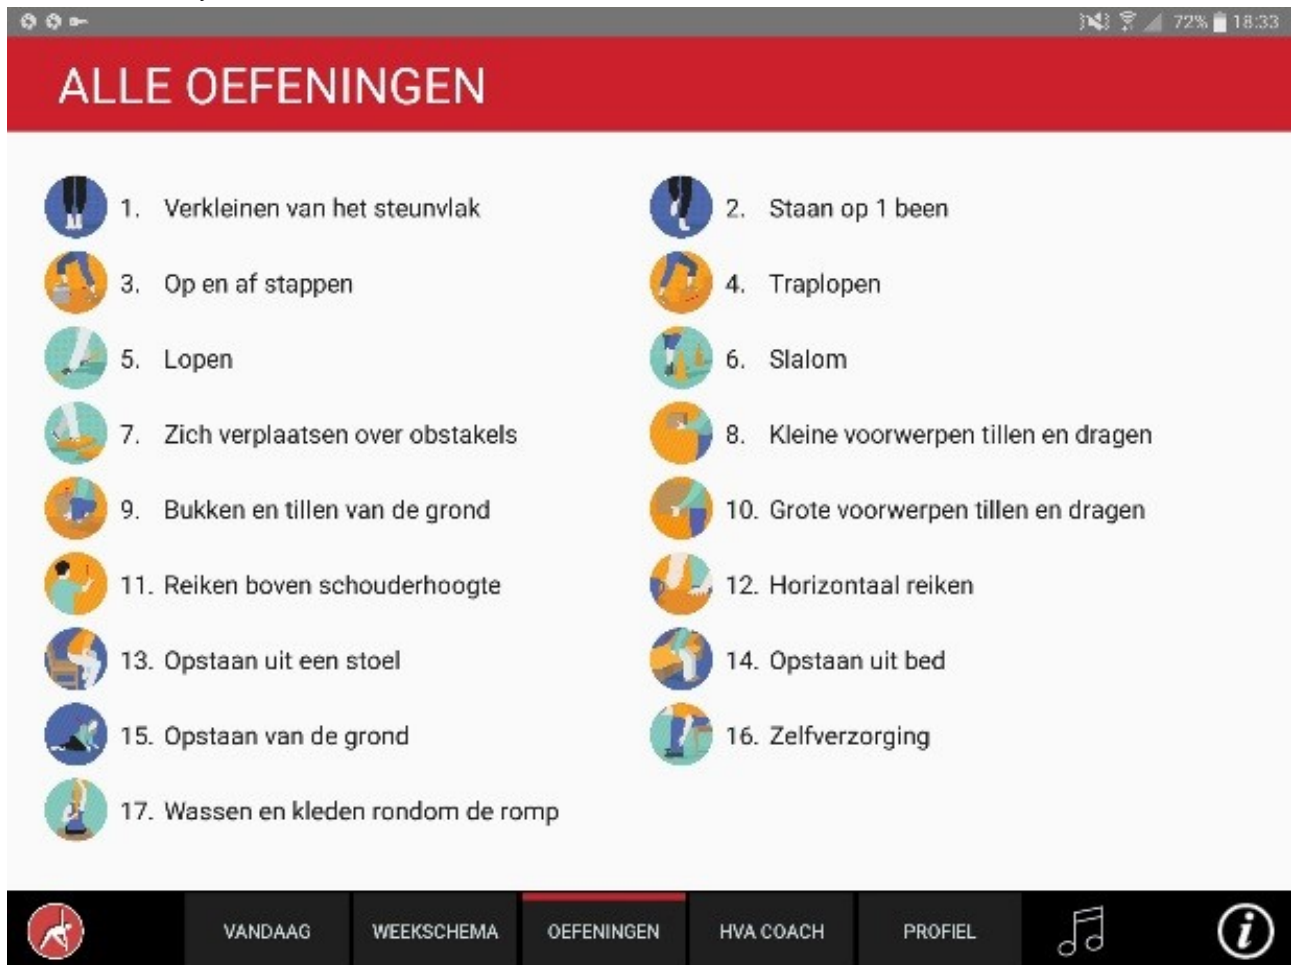 72% 18:33
ALLE OEFENINGEN
1. Verkleinen van het steunvlak
2. Staan op 1 been
3. Op en af stappen
4. Traplopen
5. Lopen
6. Slalom
7. Zich verplaatsen over obstakels
8. Kleine voorwerpen tillen en dragen
9. Bukken en tillen van de grond
10. Grote voorwerpen tillen en dragen
11. Reiken boven schouderhoogte
12. Horizontaal reiken
13. Opstaan uit een stoel
14. Opstaan uit bed
15. Opstaan van de grond
16. Zelfverzorging
17. Wassen en kleden rondom de romp
VANDAAG WEEKSCHEMA OEFENINGEN HVA COACH PROFIEL i